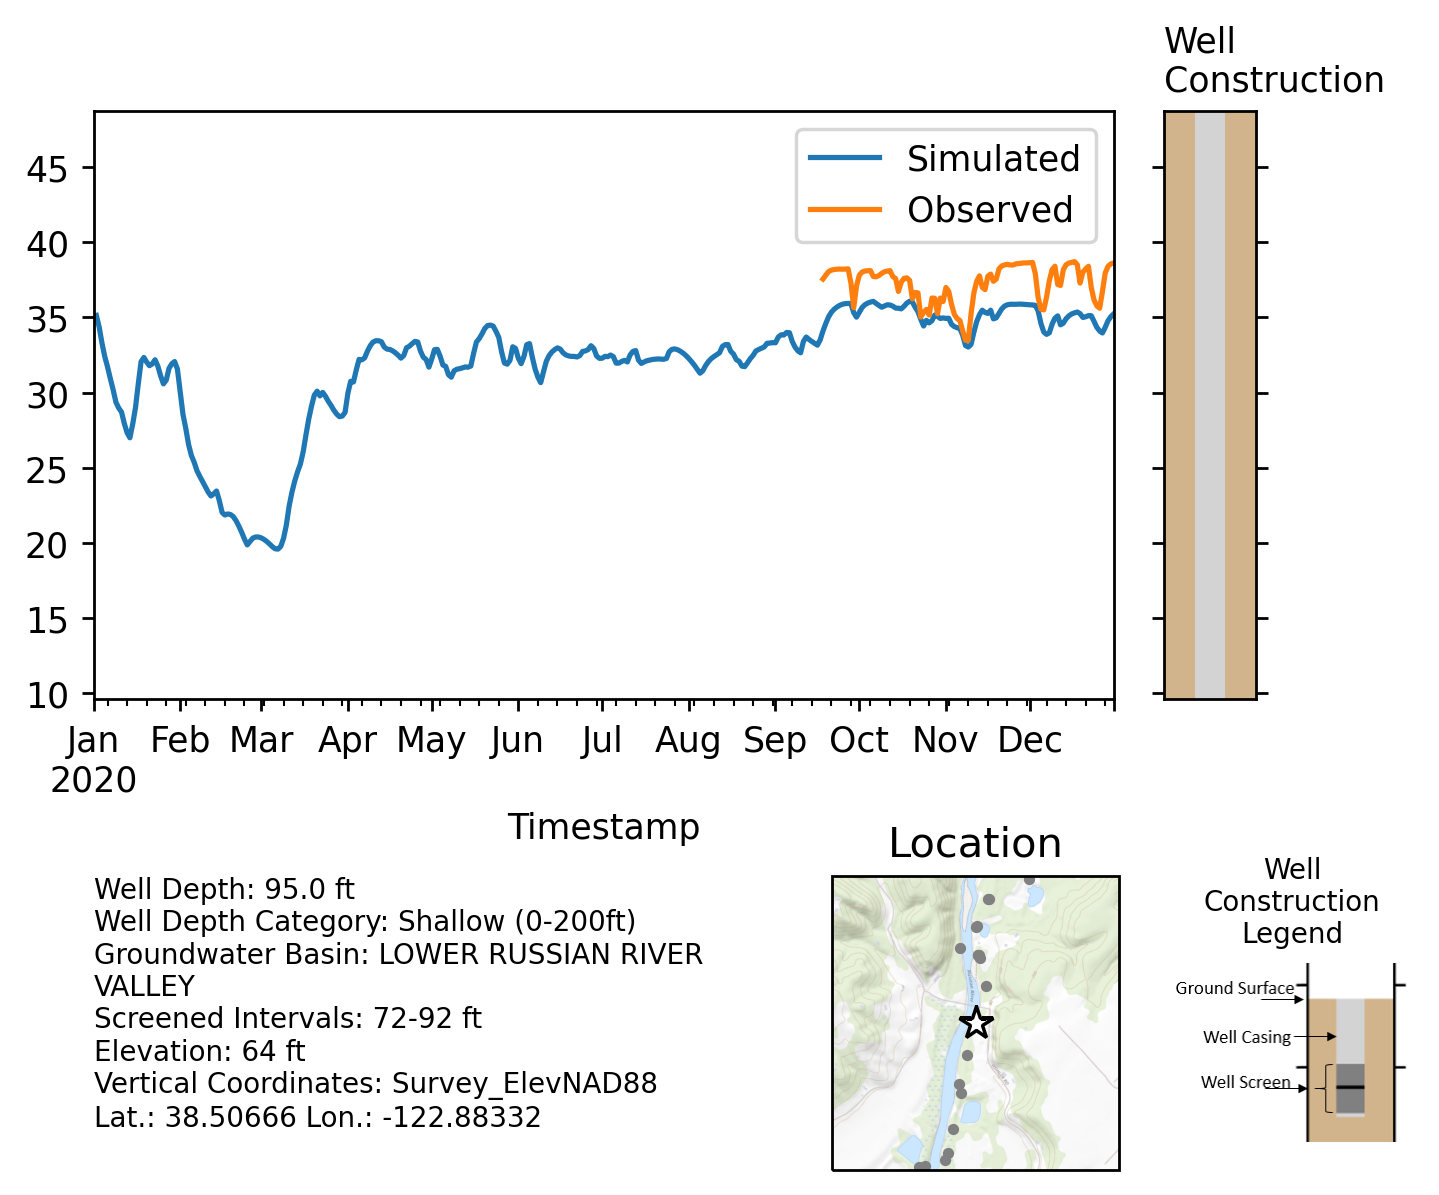 Well
Construction
Simulated
Observed
45
40
35
30
25
20
15
10
Jan Feb Mar Apr May Jun Jul Aug Sep Oct Nov Dec
2020
Timestamp
Well Depth: 95.0 ft
Well Depth Category: Shallow (0-200ft)
Groundwater Basin: LOWER RUSSIAN RIVER
VALLEY
Screened Intervals: 72-92 ft
Elevation: 64 ft
Vertical Coordinates: Survey_ElevNAD88
Lat.: 38.50666 Lon.: -122.88332
Location
Well
Construction
Legend
Ground Surface
Well Casing
Well Screen